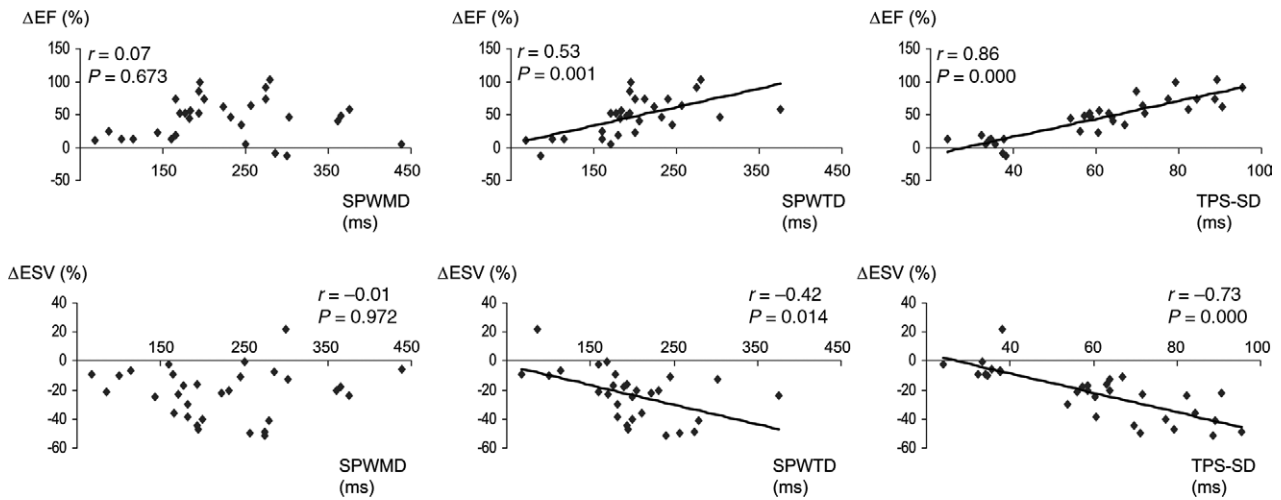 ΔEF (%)
150
100
50
0
-50
r = 0.07
P = 0.673
150
250
350
450
SPWMD
(ms)
ΔEF (%)
150
100
50
0
-50
r = 0.53
P = 0.001
150
250
350
450
SPWTD
(ms)
ΔEF (%)
150
100
50
0
-50
r = 0.86
P = 0.000
40
60
80
100
TPS-SD
(ms)
ΔESV (%)
40
20
0
-20
-40
-60
r = –0.01
P = 0.972
150
250
350
450
SPWMD
(ms)
ΔESV (%)
40
20
0
-20
-40
-60
r = –0.42
P = 0.014
150
250
350
450
SPWTD
(ms)
ΔESV (%)
40
20
0
-20
-40
-60
r = –0.73
P = 0.000
40
60
80
100
TPS-SD
(ms)